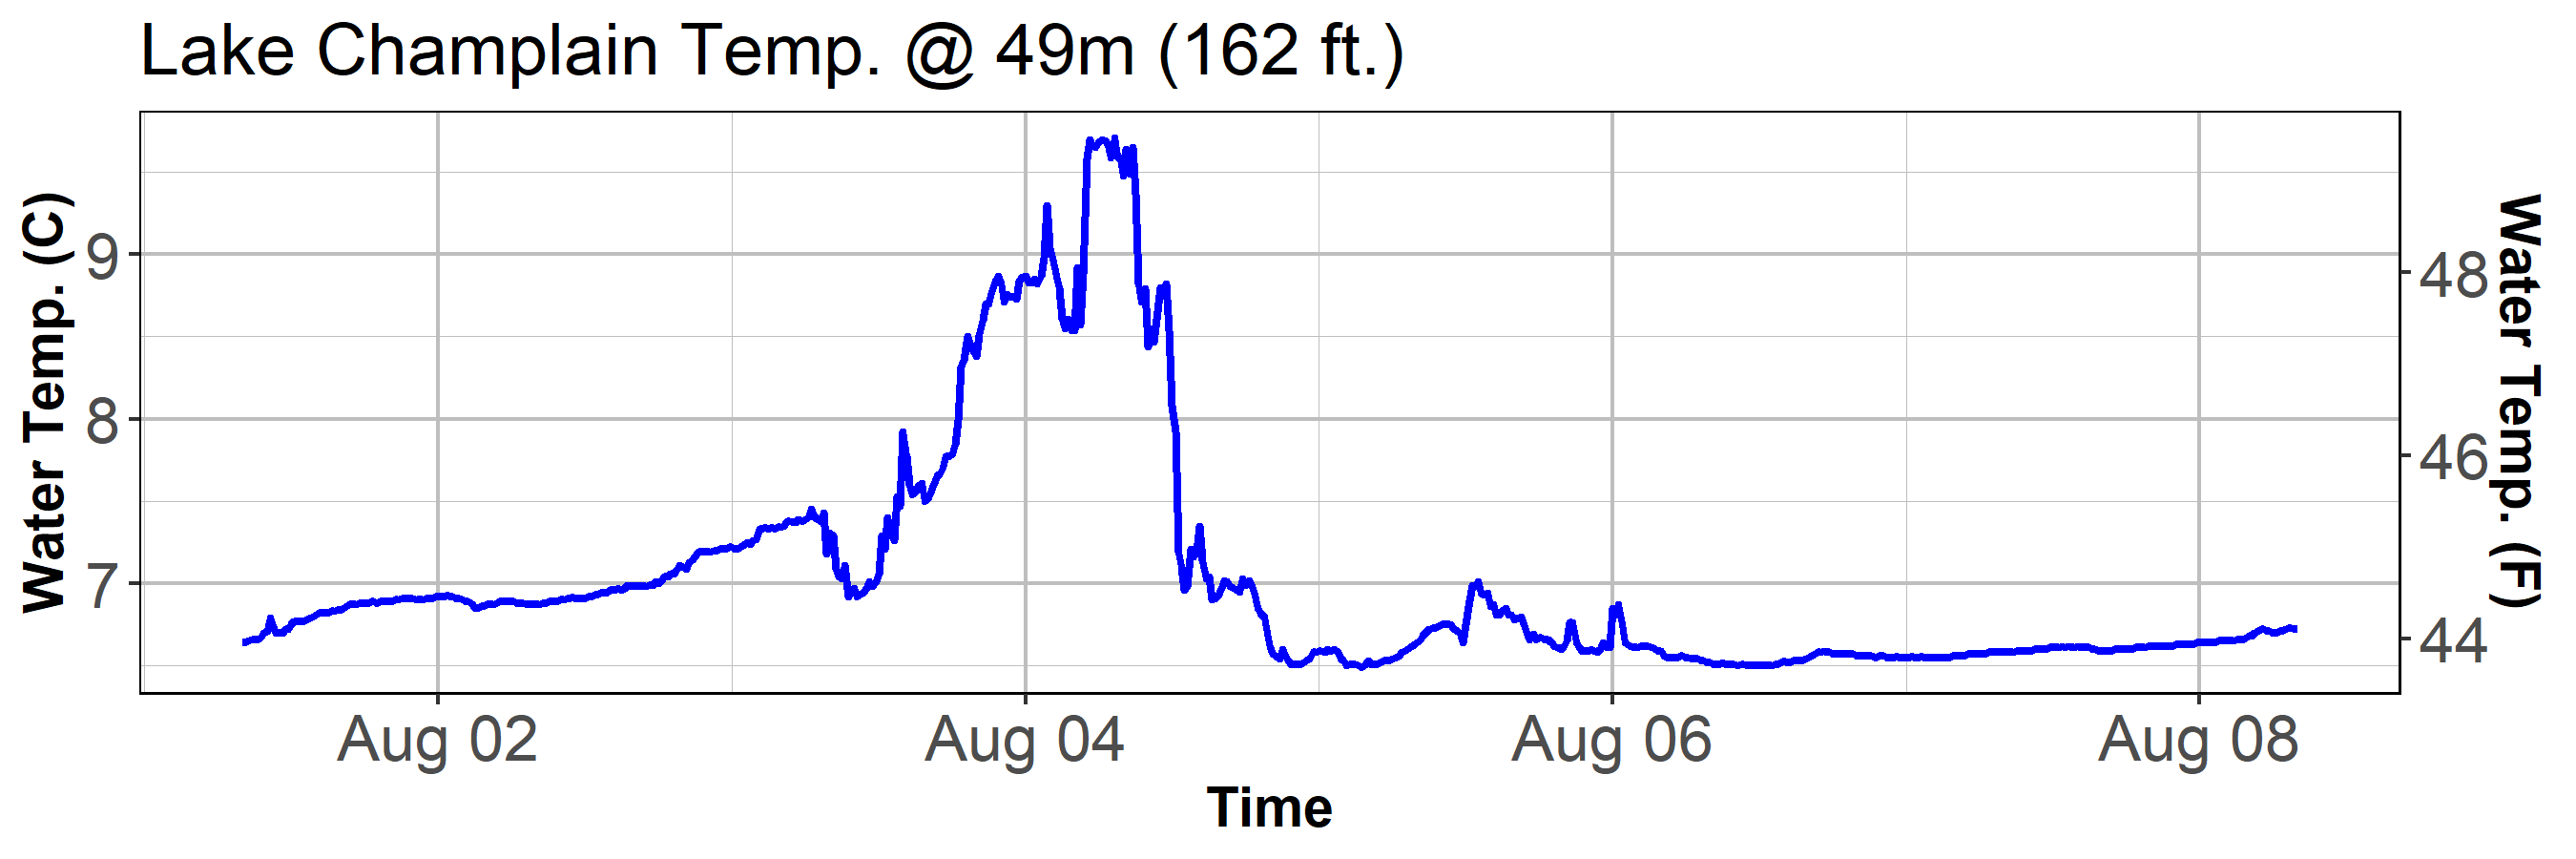 Lake Champlain Temp. @ 49m (162 ft.)
Water Temp. (C)
9
8
7
48
46
44
Water Temp. (F)
Aug 02 Aug 04 Aug 06 Aug 08
Time